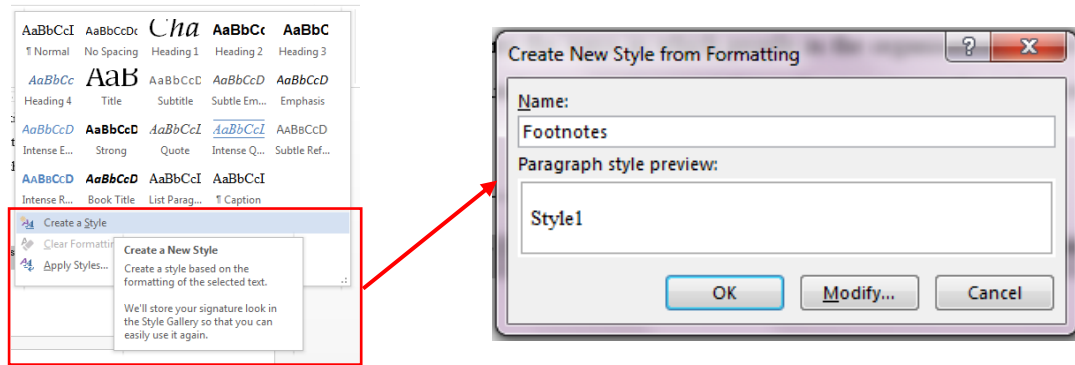 AaBbCcI AaBbCcDc Cha AaBbCc AaBbC
¶ Normal No Spacing Heading 1 Heading 2 Heading 3
AaBbCc AaB AaBbCcD AaBbCcD AaBbCcD
Heading 4 Title Subtitle Subtle Em... Emphasis
AaBbCcD AaBbCcD AaBbCcI AaBbCcI AaBbCcD
Intense E... Strong Quote Intense Q... Subtle Ref...
AaBbCcD AaBbCcD AaBbCcI AaBbCcI
Intense R... Book Title List Parag... ¶ Caption
Create a Style
Clear Formattin
Apply Styles...
Create a New Style
Create a style based on the
formatting of the selected text.
We'll store your signature look in
the Style Gallery so that you can
easily use it again.
Create New Style from Formatting
Name:
Footnotes
Paragraph style preview:
Style1
OK Modify... Cancel